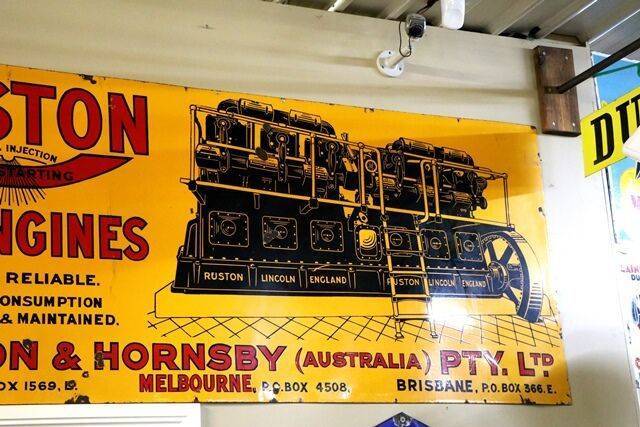 STON
INJECTION
STARTING
NGINES
RELIABLE.
CONSUMPTION
& MAINTAINED.
RUSTON LINCOLN ENGLAND RUSTON LINCOLN ENGLAND
ON & HORNSBY (AUSTRALIA) PTY. LTD
OX 1569, MELBOURNE, P.O. BOX 4508, BRISBANE, P.O. BOX 366.E.
DU